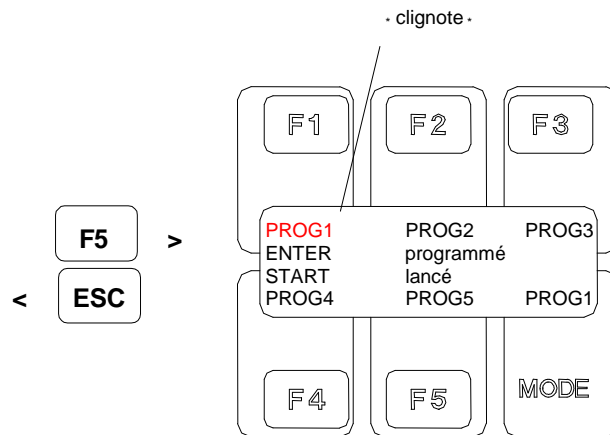 * clignote *
F1 F2 F3
PROG1 PROG2 PROG3
F5 > ENTER programmé
START lancé
< ESC PROG4 PROG5 PROG1
F4 F5 MODE